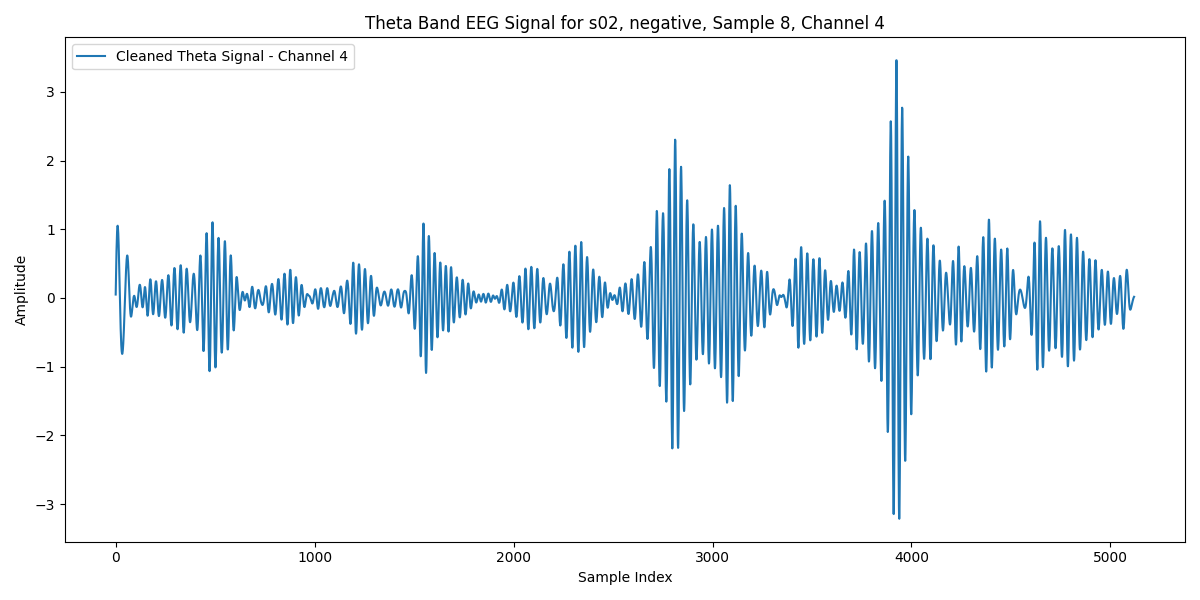 Theta Band EEG Signal for s02, negative, Sample 8, Channel 4
Cleaned Theta Signal - Channel 4
Amplitude
3
2
1
0
−1
−2
−3
0 1000 2000 3000 4000 5000
Sample Index